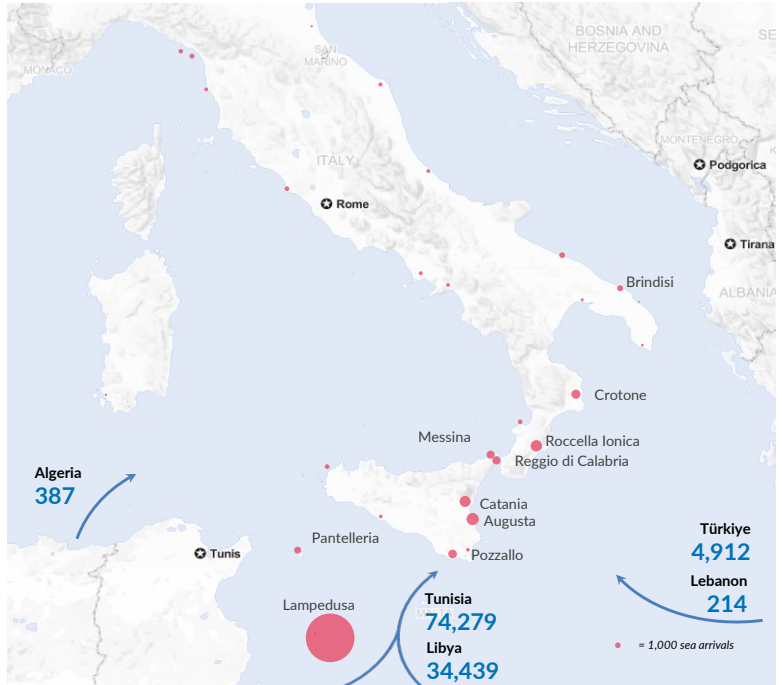 BOSNIA AND
HERZEGOVINA
SE
SAN
MARINO
MONACO
MONTENEGRO
K
Podgorica
ITALY
Rome
Tirana
Brindisi
ALBANIA
Crotone
Messina
Roccella Ionica
Reggio di Calabria
Algeria
387
Catania
Augusta
Türkiye
4,912
Pantelleria
Tunis
Pozzallo
Lebanon
214
Lampedusa
Tunisia
74,279
= 1,000 sea arrivals
Libya
34,439